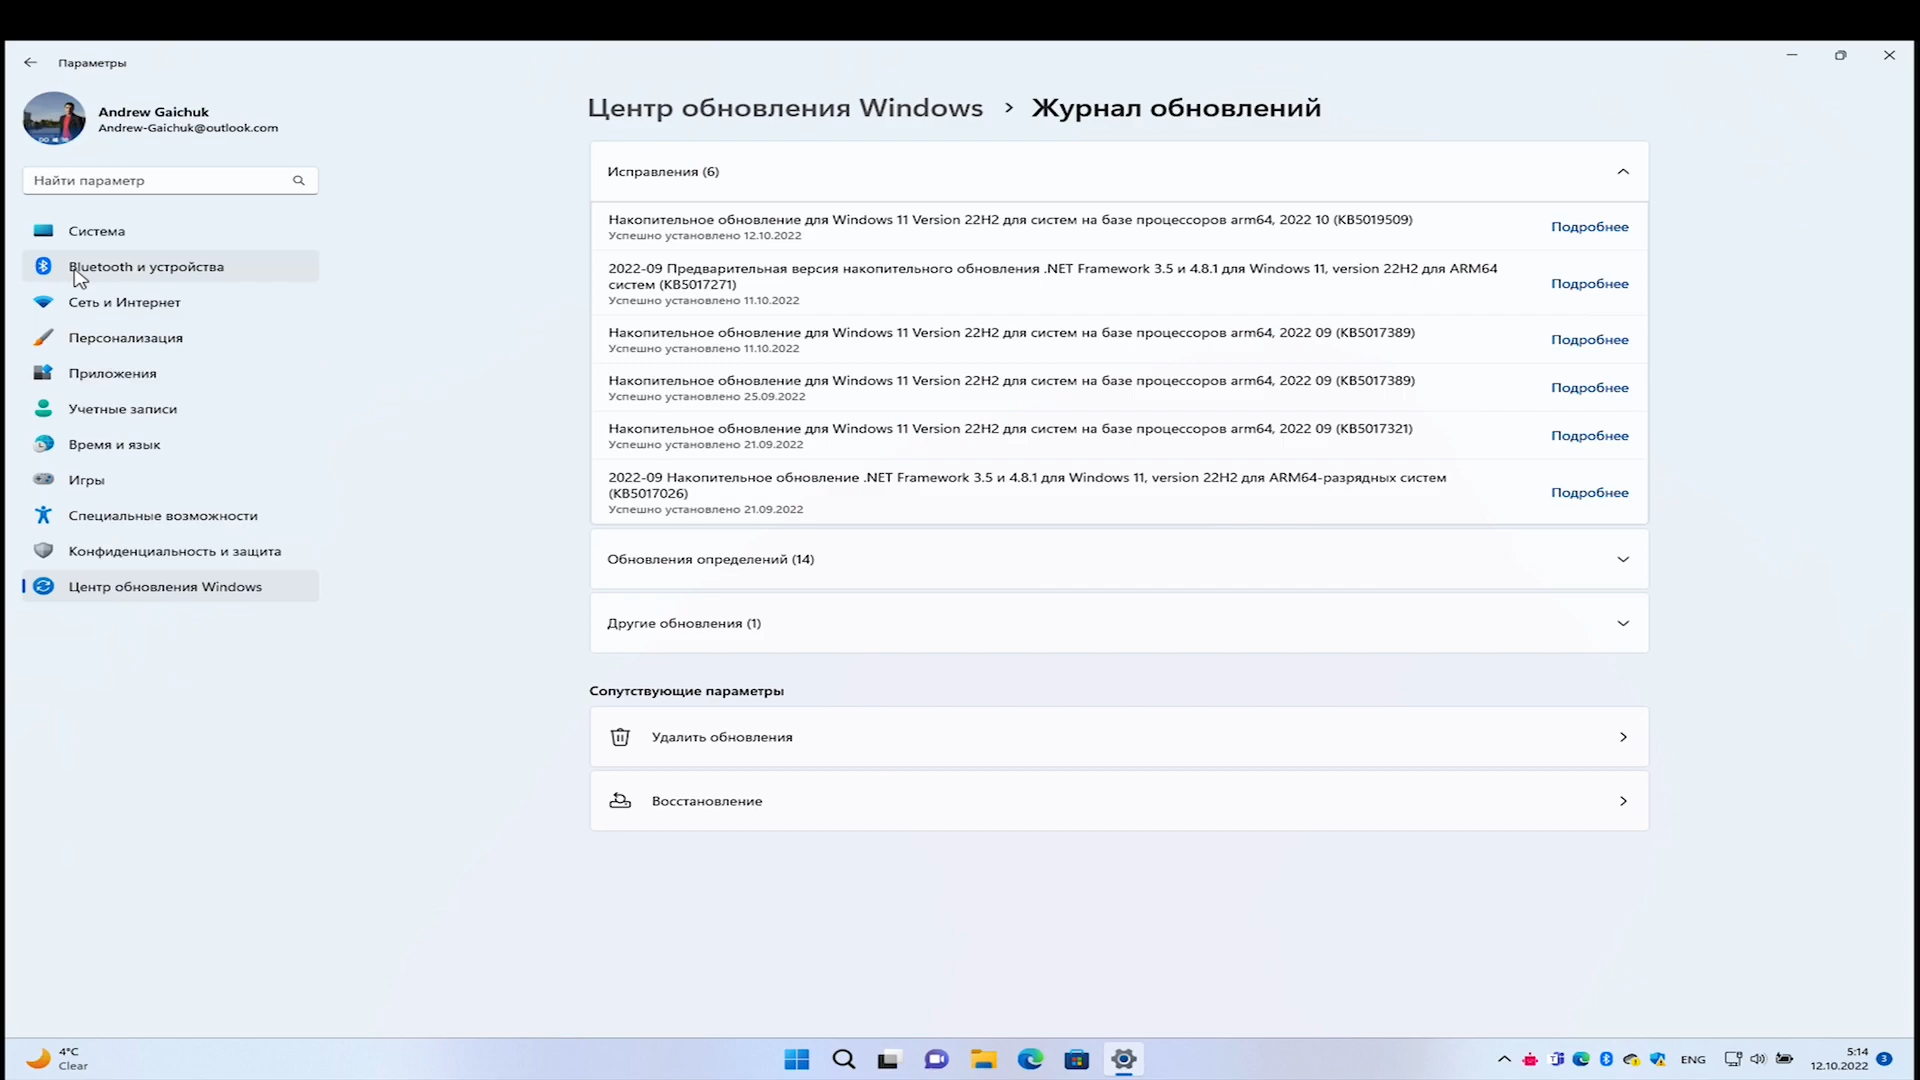 Параметры
Andrew Gaichuk
Andrew-Gaichuk@outlook.com
Найти параметр
Система
Bluetooth и устройства
Сеть и Интернет
Персонализация
Приложения
Учетные записи
Время и язык
Игры
Специальные возможности
Конфиденциальность и защита
Центр обновления Windows
Центр обновления Windows > Журнал обновлений
Исправления (6)
Накопительное обновление для Windows 11 Version 22H2 для систем на базе процессоров arm64, 2022 10 (KB5019509)
Успешно установлено 12.10.2022
Подробнее
2022-09 Предварительная версия накопительного обновления .NET Framework 3.5 и 4.8.1 для Windows 11, version 22H2 для ARM64
систем (KB5017271)
Успешно установлено 11.10.2022
Подробнее
Накопительное обновление для Windows 11 Version 22H2 для систем на базе процессоров arm64, 2022 09 (KB5017389)
Успешно установлено 11.10.2022
Подробнее
Накопительное обновление для Windows 11 Version 22H2 для систем на базе процессоров arm64, 2022 09 (KB5017389)
Успешно установлено 25.09.2022
Подробнее
Накопительное обновление для Windows 11 Version 22H2 для систем на базе процессоров arm64, 2022 09 (KB5017321)
Успешно установлено 21.09.2022
Подробнее
2022-09 Накопительное обновление .NET Framework 3.5 и 4.8.1 для Windows 11, version 22H2 для ARM64-разрядных систем
(KB5017026)
Успешно установлено 21.09.2022
Подробнее
Обновления определений (14)
Другие обновления (1)
Сопутствующие параметры
Удалить обновления
Восстановление
4°C
Clear
ENG
5:14
12.10.2022
3